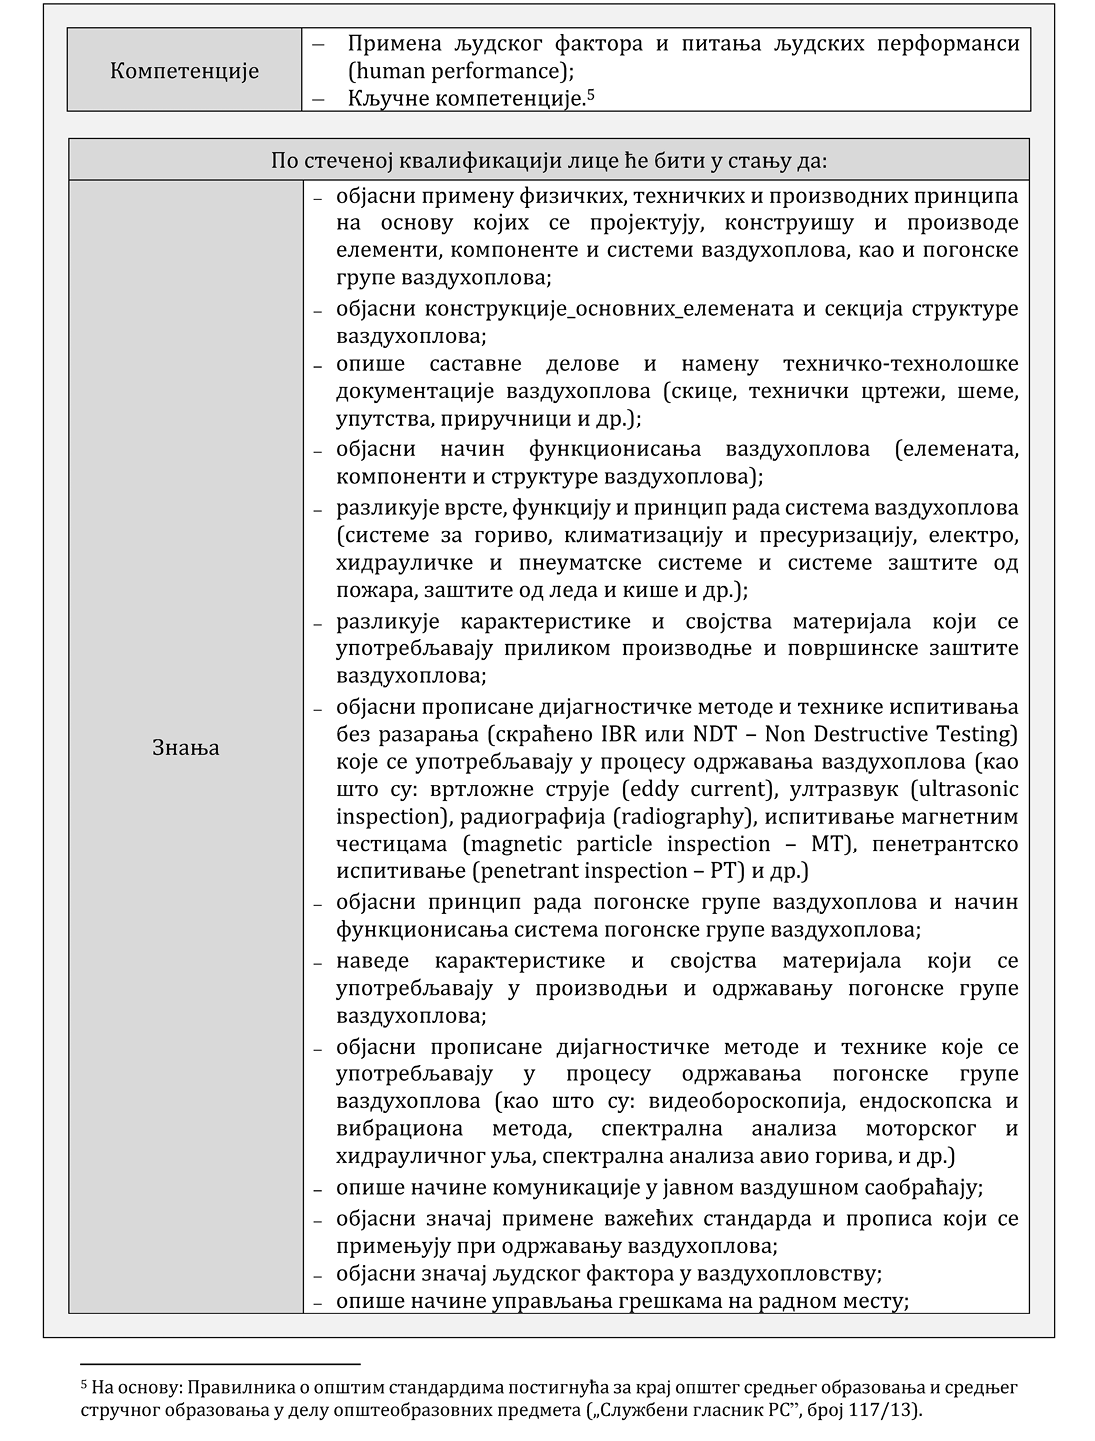 Компетенције
– Примена људског фактора и питања људских перформанси
(human performance);
– Кључне компетенције.⁵
По стеченој квалификацији лице ће бити у стању да:
Знања
– објасни примену физичких, техничких и производних принципа
на основу којих се пројектују, конструишу и производе
елементи, компоненте и системи ваздухоплова, као и погонске
групе ваздухоплова;
– објасни конструкције_основних_елемената и секција структуре
ваздухоплова;
– опише саставне делове и намену техничко-технолошке
документације ваздухоплова (скице, технички цртежи, шеме,
упутства, приручници и др.);
– објасни начин функционисања ваздухоплова (елемената,
компоненти и структуре ваздухоплова);
– разликује врсте, функцију и принцип рада система ваздухоплова
(системе за гориво, климатизацију и пресуризацију, електро,
хидрауличке и пнеуматске системе и системе заштите од
пожара, заштите од леда и кише и др.);
– разликује карактеристике и својства материјала који се
употребљавају приликом производње и површинске заштите
ваздухоплова;
– објасни прописане дијагностичке методе и технике испитивања
без разарања (скраћено IBR или NDT – Non Destructive Testing)
које се употребљавају у процесу одржавања ваздухоплова (као
што су: вртложне струје (eddy current), ултразвук (ultrasonic
inspection), радиографија (radiography), испитивање магнетним
честицама (magnetic particle inspection – MT), пенетрантско
испитивање (penetrant inspection – PT) и др.)
– објасни принцип рада погонске групе ваздухоплова и начин
функционисања система погонске групе ваздухоплова;
– наведе карактеристике и својства материјала који се
употребљавају у производњи и одржавању погонске групе
ваздухоплова;
– објасни прописане дијагностичке методе и технике које се
употребљавају у процесу одржавања погонске групе
ваздухоплова (као што су: видеобороскопија, ендоскопска и
вибрациона метода, спектрална анализа моторског и
хидрауличног уља, спектрална анализа авио горива, и др.)
– опише начине комуникације у јавном ваздушном саобраћају;
– објасни значај примене важећих стандарда и прописа који се
примењују при одржавању ваздухоплова;
– објасни значај људског фактора у ваздухопловству;
– опише начине управљања грешкама на радном месту;
⁵ На основу: Правилника о општим стандардима постигнућа за крај општег средњег образовања и средњег
стручног образовања у делу општеобразовних предмета („Службени гласник РС”, број 117/13).